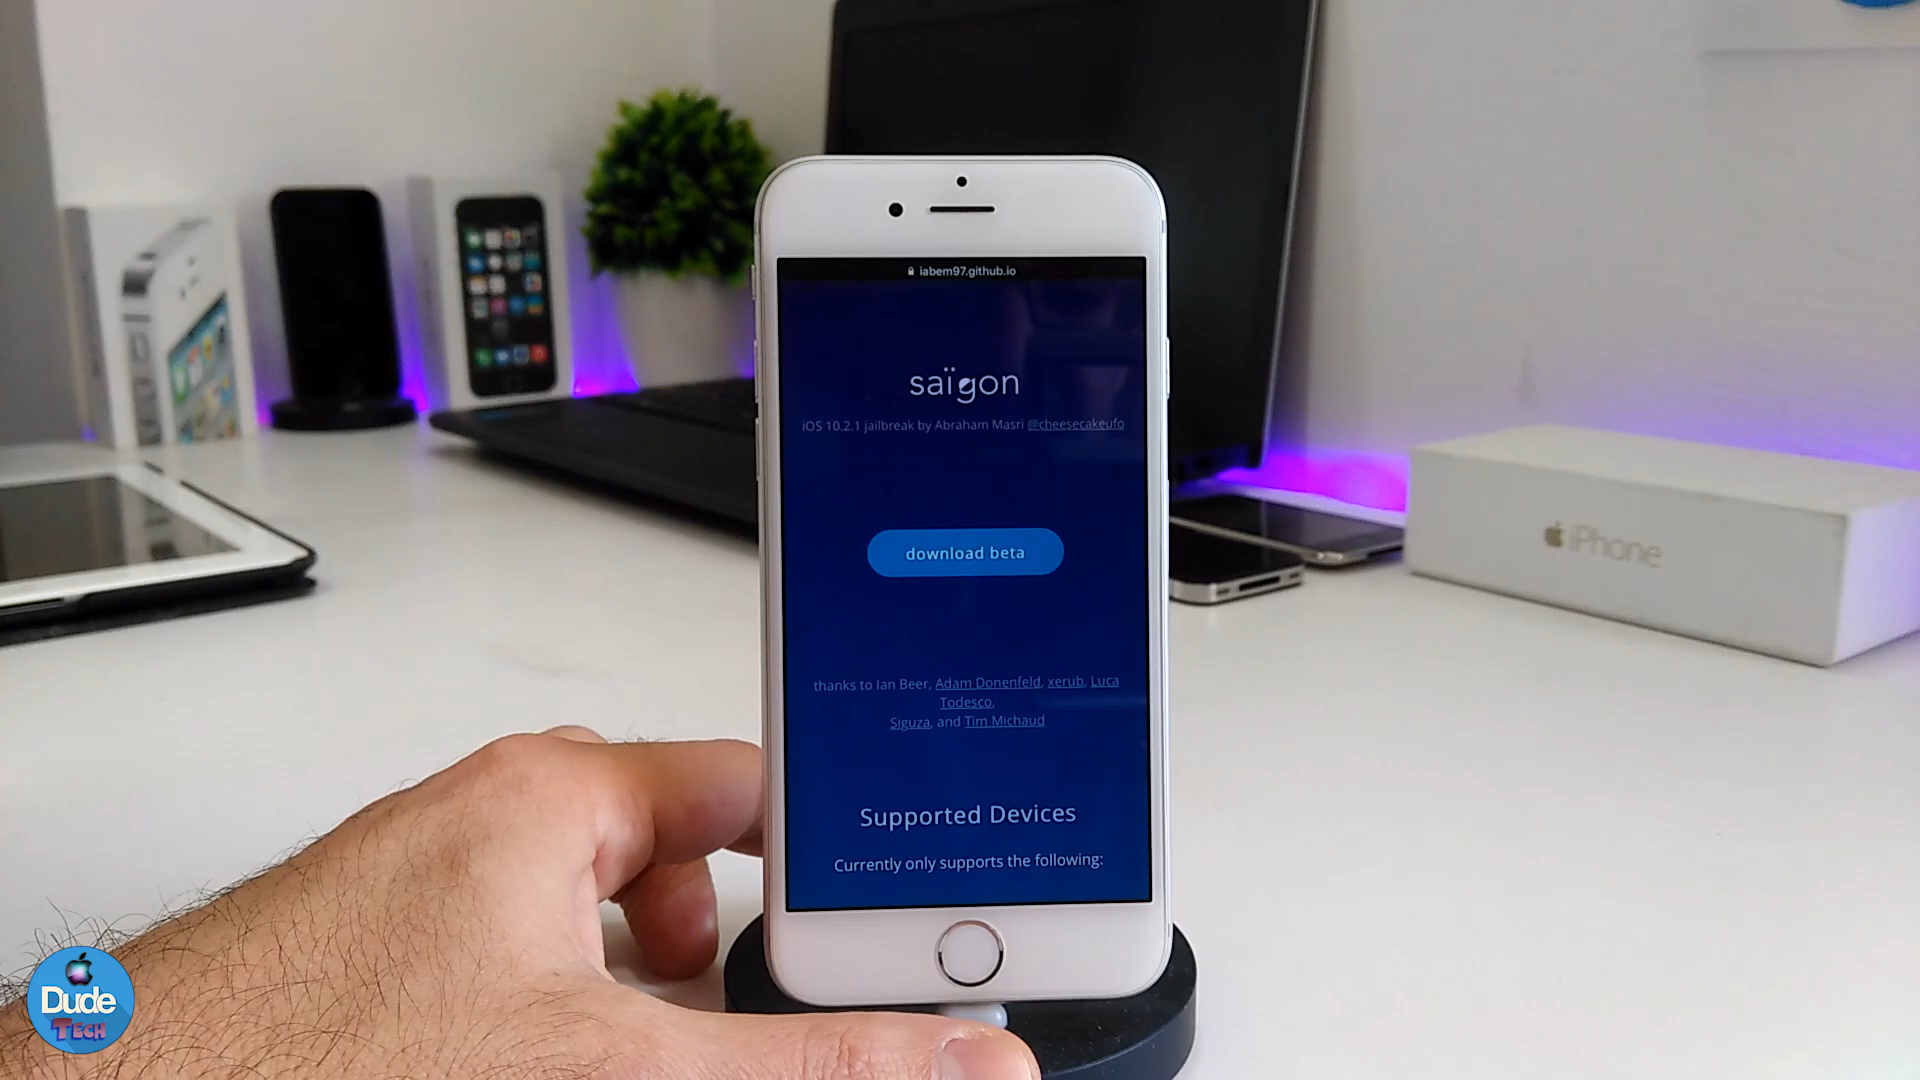 iabem97.github.io
saïgon
iOS 10.2.1 jailbreak by Abraham Masri @cheesecakeufo
download beta
thanks to Ian Beer, Adam Donenfeld, xerub, Luca
Todesco,
Siguza, and Tim Michaud
Supported Devices
Currently only supports the following:
iPhone
Dude
TECH